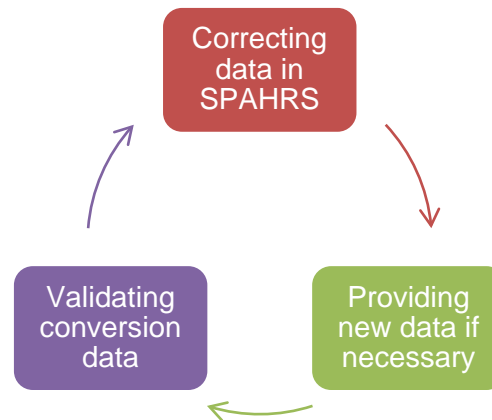 Correcting
data in
SPAHRS
Validating
conversion
data
Providing
new data if
necessary